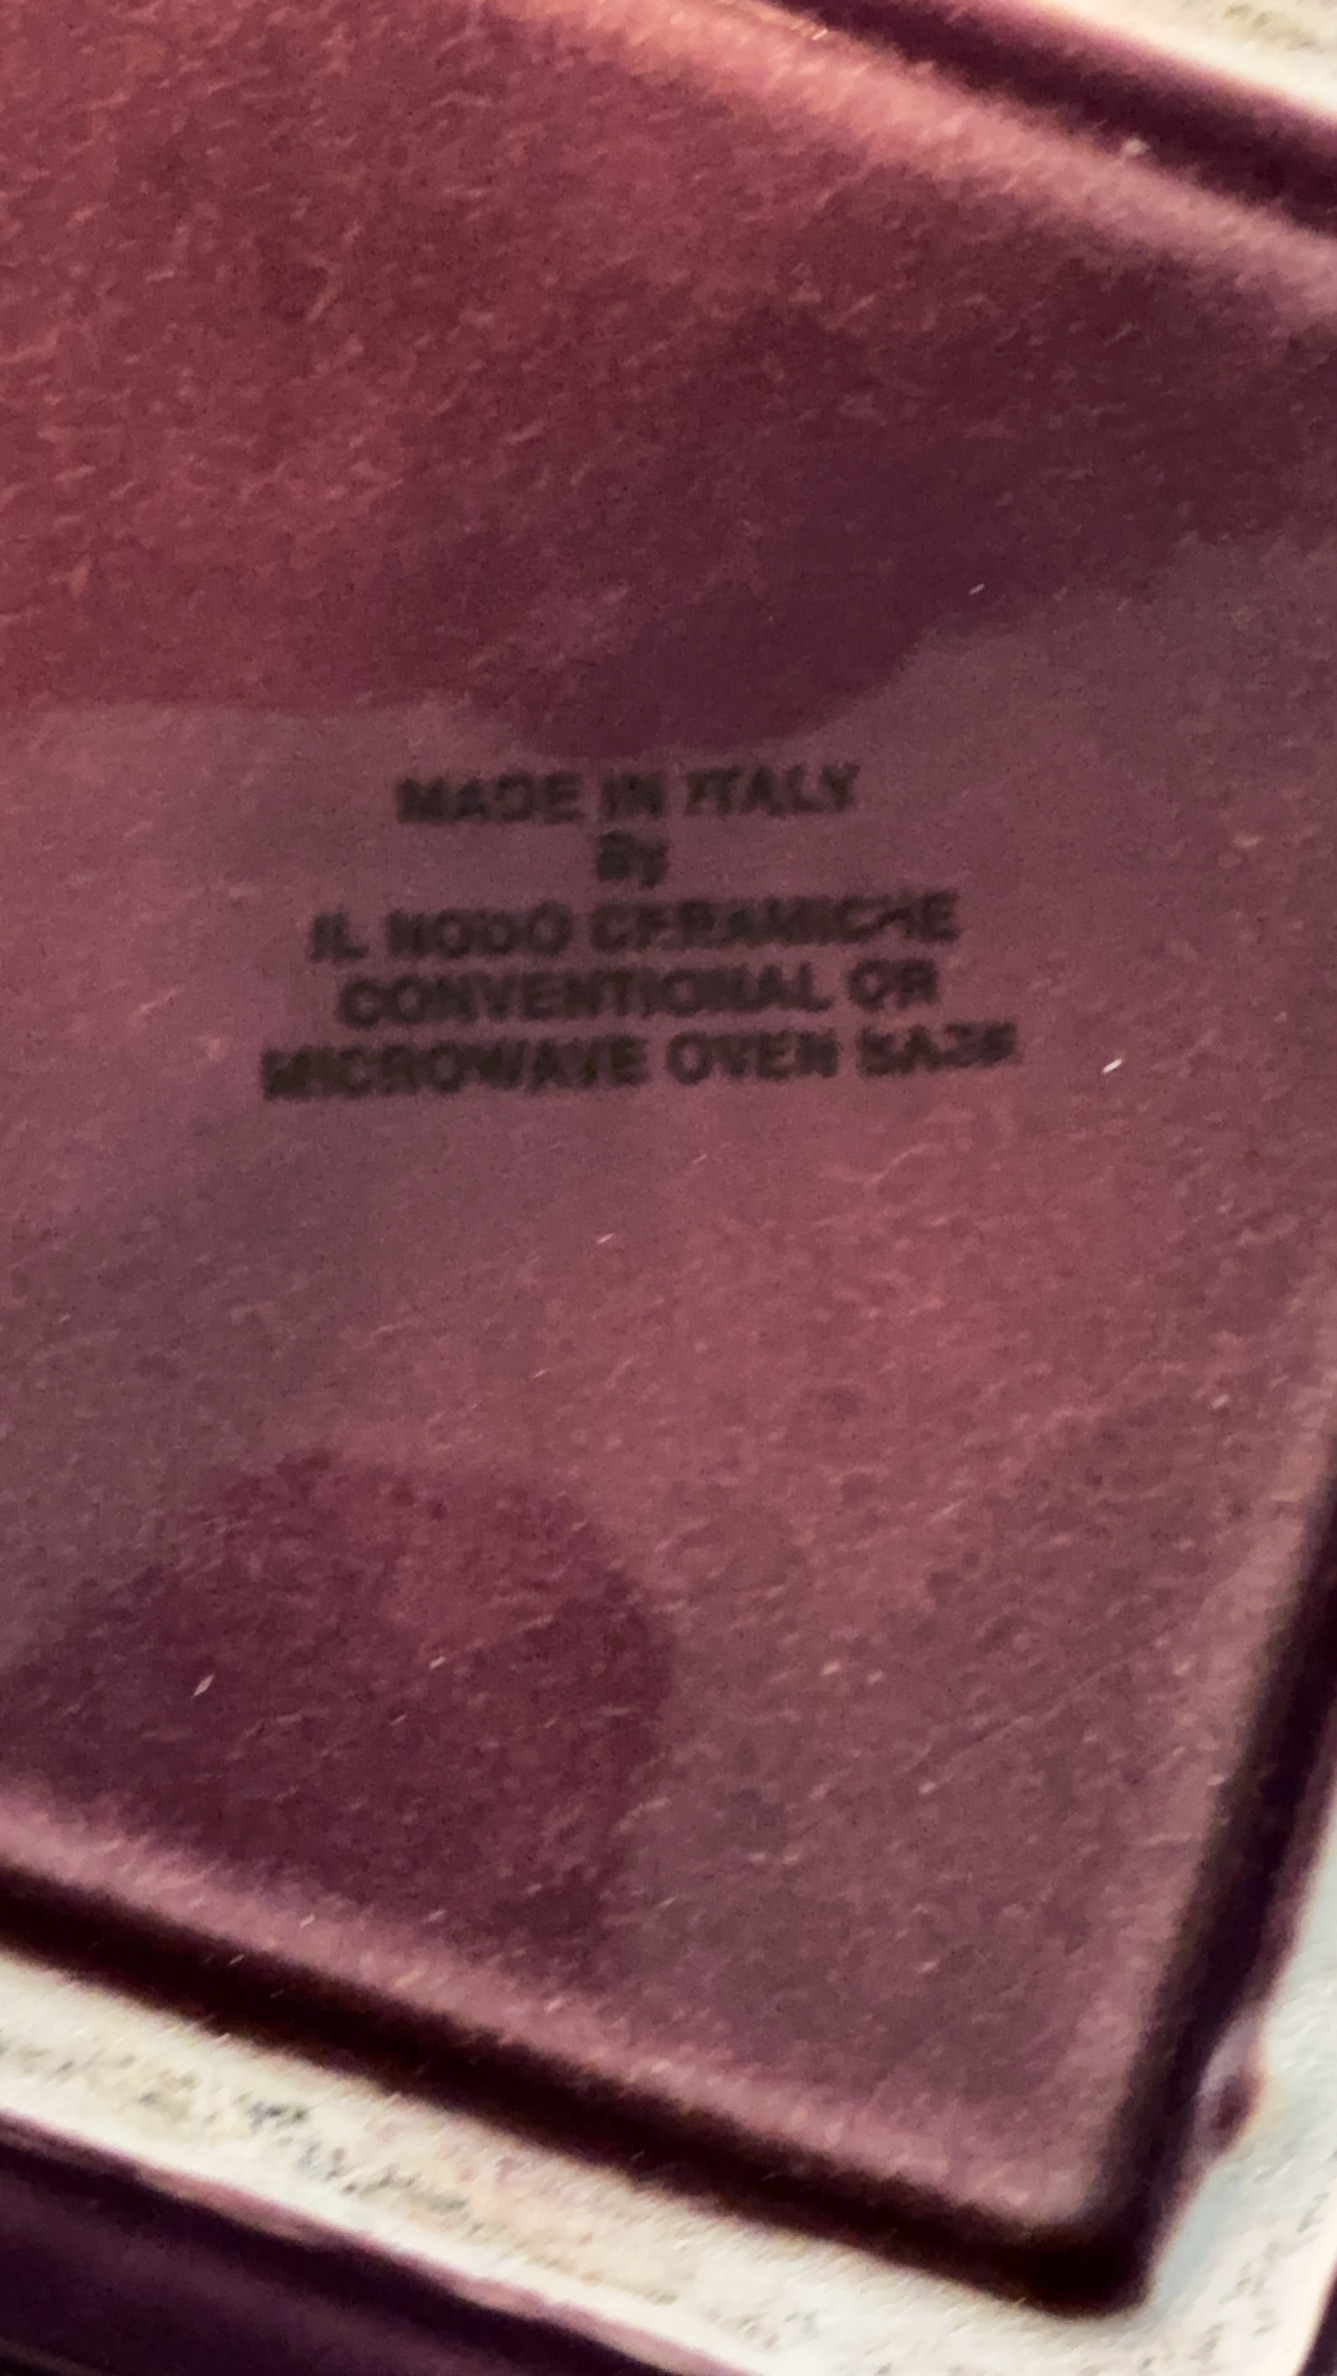 MADE IN ITALY
By
IL NODO CERAMICHE
CONVENTIONAL OR
MICROWAVE OVEN SAFE